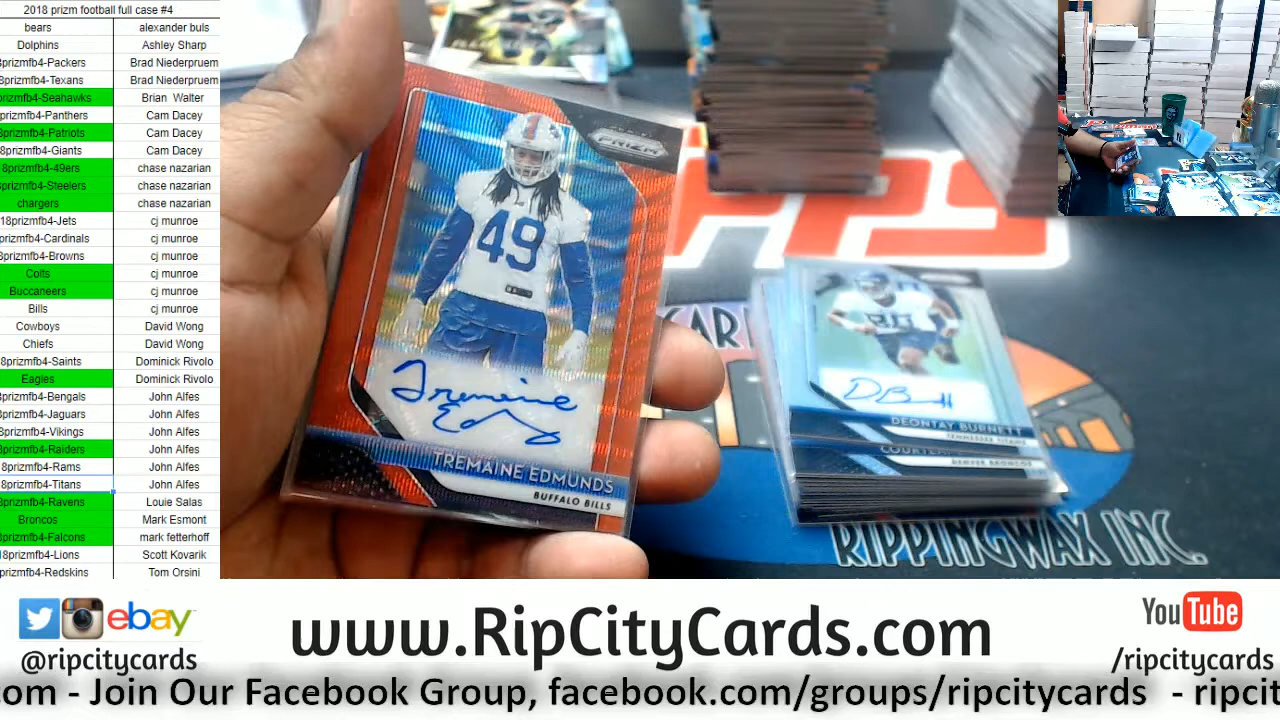 2018 prizm football full case #4
bears alexander buls
Dolphins Ashley Sharp
8prizmfb4-Packers Brad Niederpruem
8prizmfb4-Texans Brad Niederpruem
prizmfb4-Seahawks Brian Walter
8prizmfb4-Panthers Cam Dacey
8prizmfb4-Patriots Cam Dacey
18prizmfb4-Giants Cam Dacey
18prizmfb4-49ers chase nazarian
8prizmfb4-Steelers chase nazarian
chargers chase nazarian
18prizmfb4-Jets cj munroe
prizmfb4-Cardinals cj munroe
8prizmfb4-Browns cj munroe
Colts cj munroe
Buccaneers cj munroe
Bills cj munroe
Cowboys David Wong
Chiefs David Wong
8prizmfb4-Saints Dominick Rivolo
Eagles Dominick Rivolo
8prizmfb4-Bengals John Alfes
8prizmfb4-Jaguars John Alfes
8prizmfb4-Vikings John Alfes
8prizmfb4-Raiders John Alfes
8prizmfb4-Rams John Alfes
8prizmfb4-Titans John Alfes
8prizmfb4-Ravens Louie Salas
Broncos Mark Esmont
8prizmfb4-Falcons mark fetterhoff
18prizmfb4-Lions Scott Kovarik
prizmfb4-Redskins Tom Orsini
PRIZM
49
Tremaine
TREMAINE EDMUNDS
BUFFALO BILLS
DEONTAY BURNETT
TENNESSEE TITANS
DENVER BRONCOS
RIPPINGWAX INC.
ebay
@ripcitycards
www.RipCityCards.com
YouTube
/ripcitycards
com - Join Our Facebook Group, facebook.com/groups/ripcitycards - ripcit